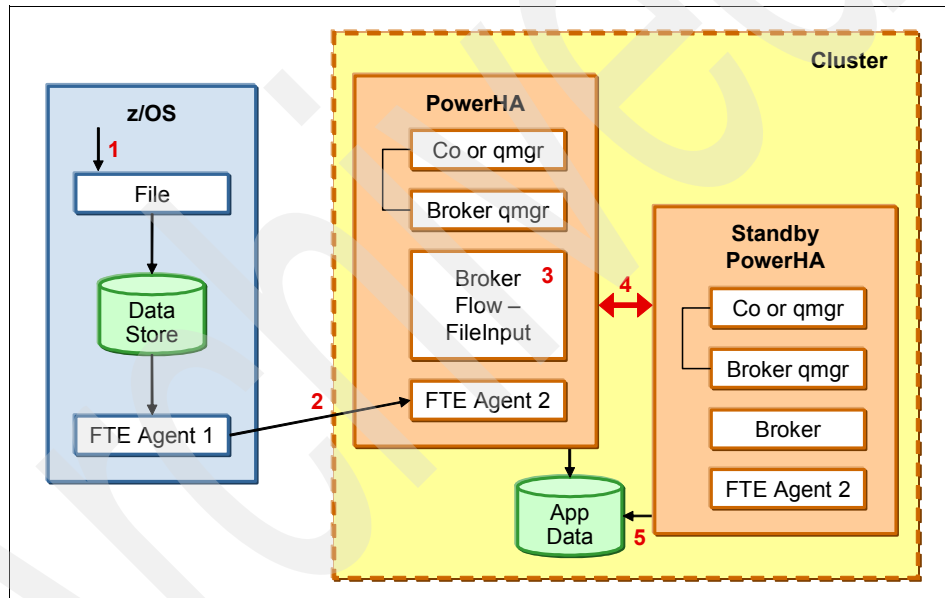 Cluster
z/OS
1
File
Data
Store
FTE Agent 1
2
PowerHA
Co or qmgr
Broker qmgr
Broker
Flow –
FileInput
3
FTE Agent 2
4
Standby
PowerHA
Co or qmgr
Broker qmgr
Broker
FTE Agent 2
App
Data
5